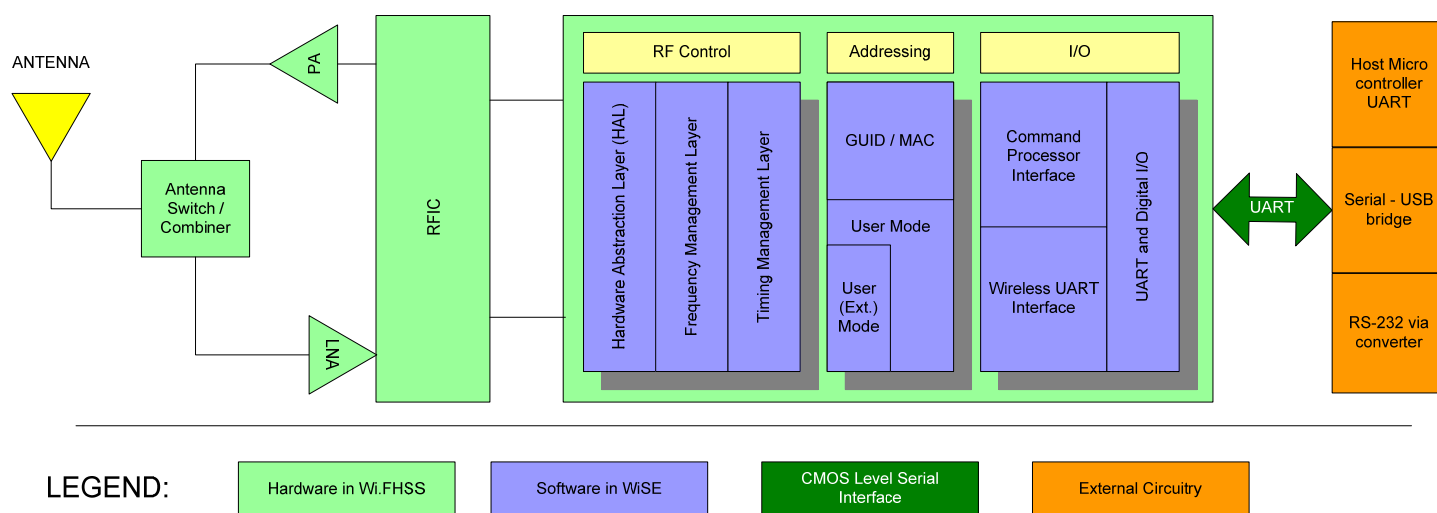 ANTENNA
PA
Antenna
Switch /
Combiner
LNA
RFIC
RF Control
Hardware Abstraction Layer (HAL)
Frequency Management Layer
Timing Management Layer
Addressing
GUID / MAC
User Mode
User
(Ext.)
Mode
I/O
Command
Processor
Interface
Wireless UART
Interface
UART and Digital I/O
UART
Host Micro
controller
UART
Serial - USB
bridge
RS-232 via
converter
LEGEND:
Hardware in Wi.FHSS
Software in WiSE
CMOS Level Serial
Interface
External Circuitry